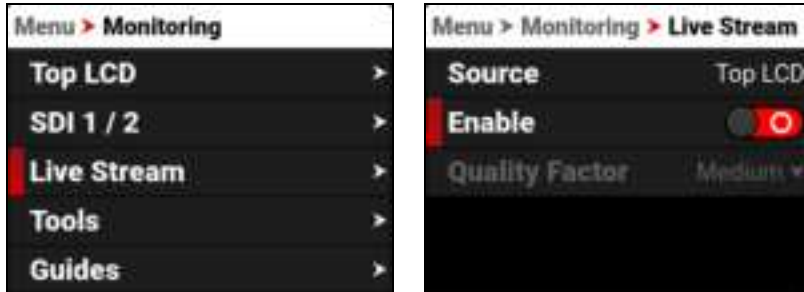 Menu > Monitoring
Top LCD >
SDI 1 / 2 >
Live Stream >
Tools >
Guides >
Menu > Monitoring > Live Stream
Source Top LCD
Enable
Quality Factor Medium ▾